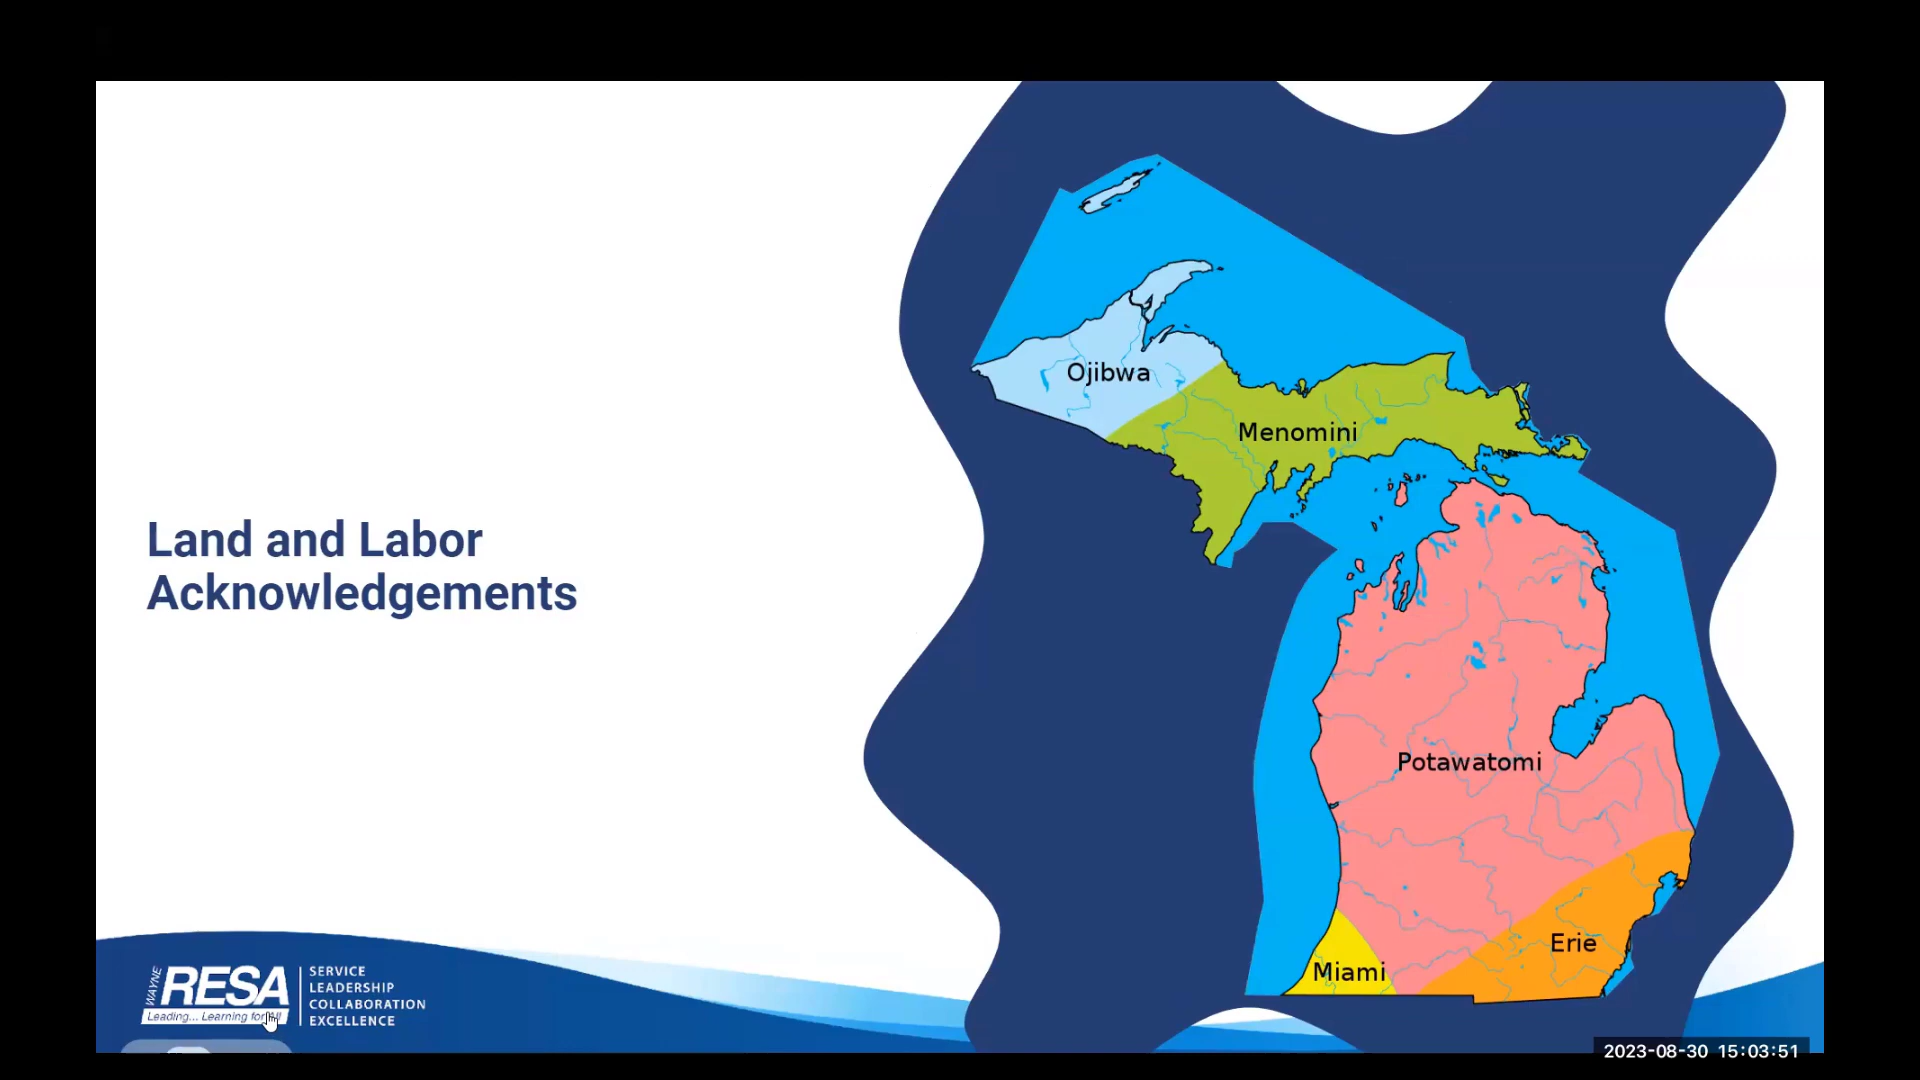 Land and Labor
Acknowledgements
Ojibwa
Menomini
Potawatomi
Erie
Miami
WAYNE
RESA
Leading... Learning for All
SERVICE
LEADERSHIP
COLLABORATION
EXCELLENCE
2023-08-30 15:03:51